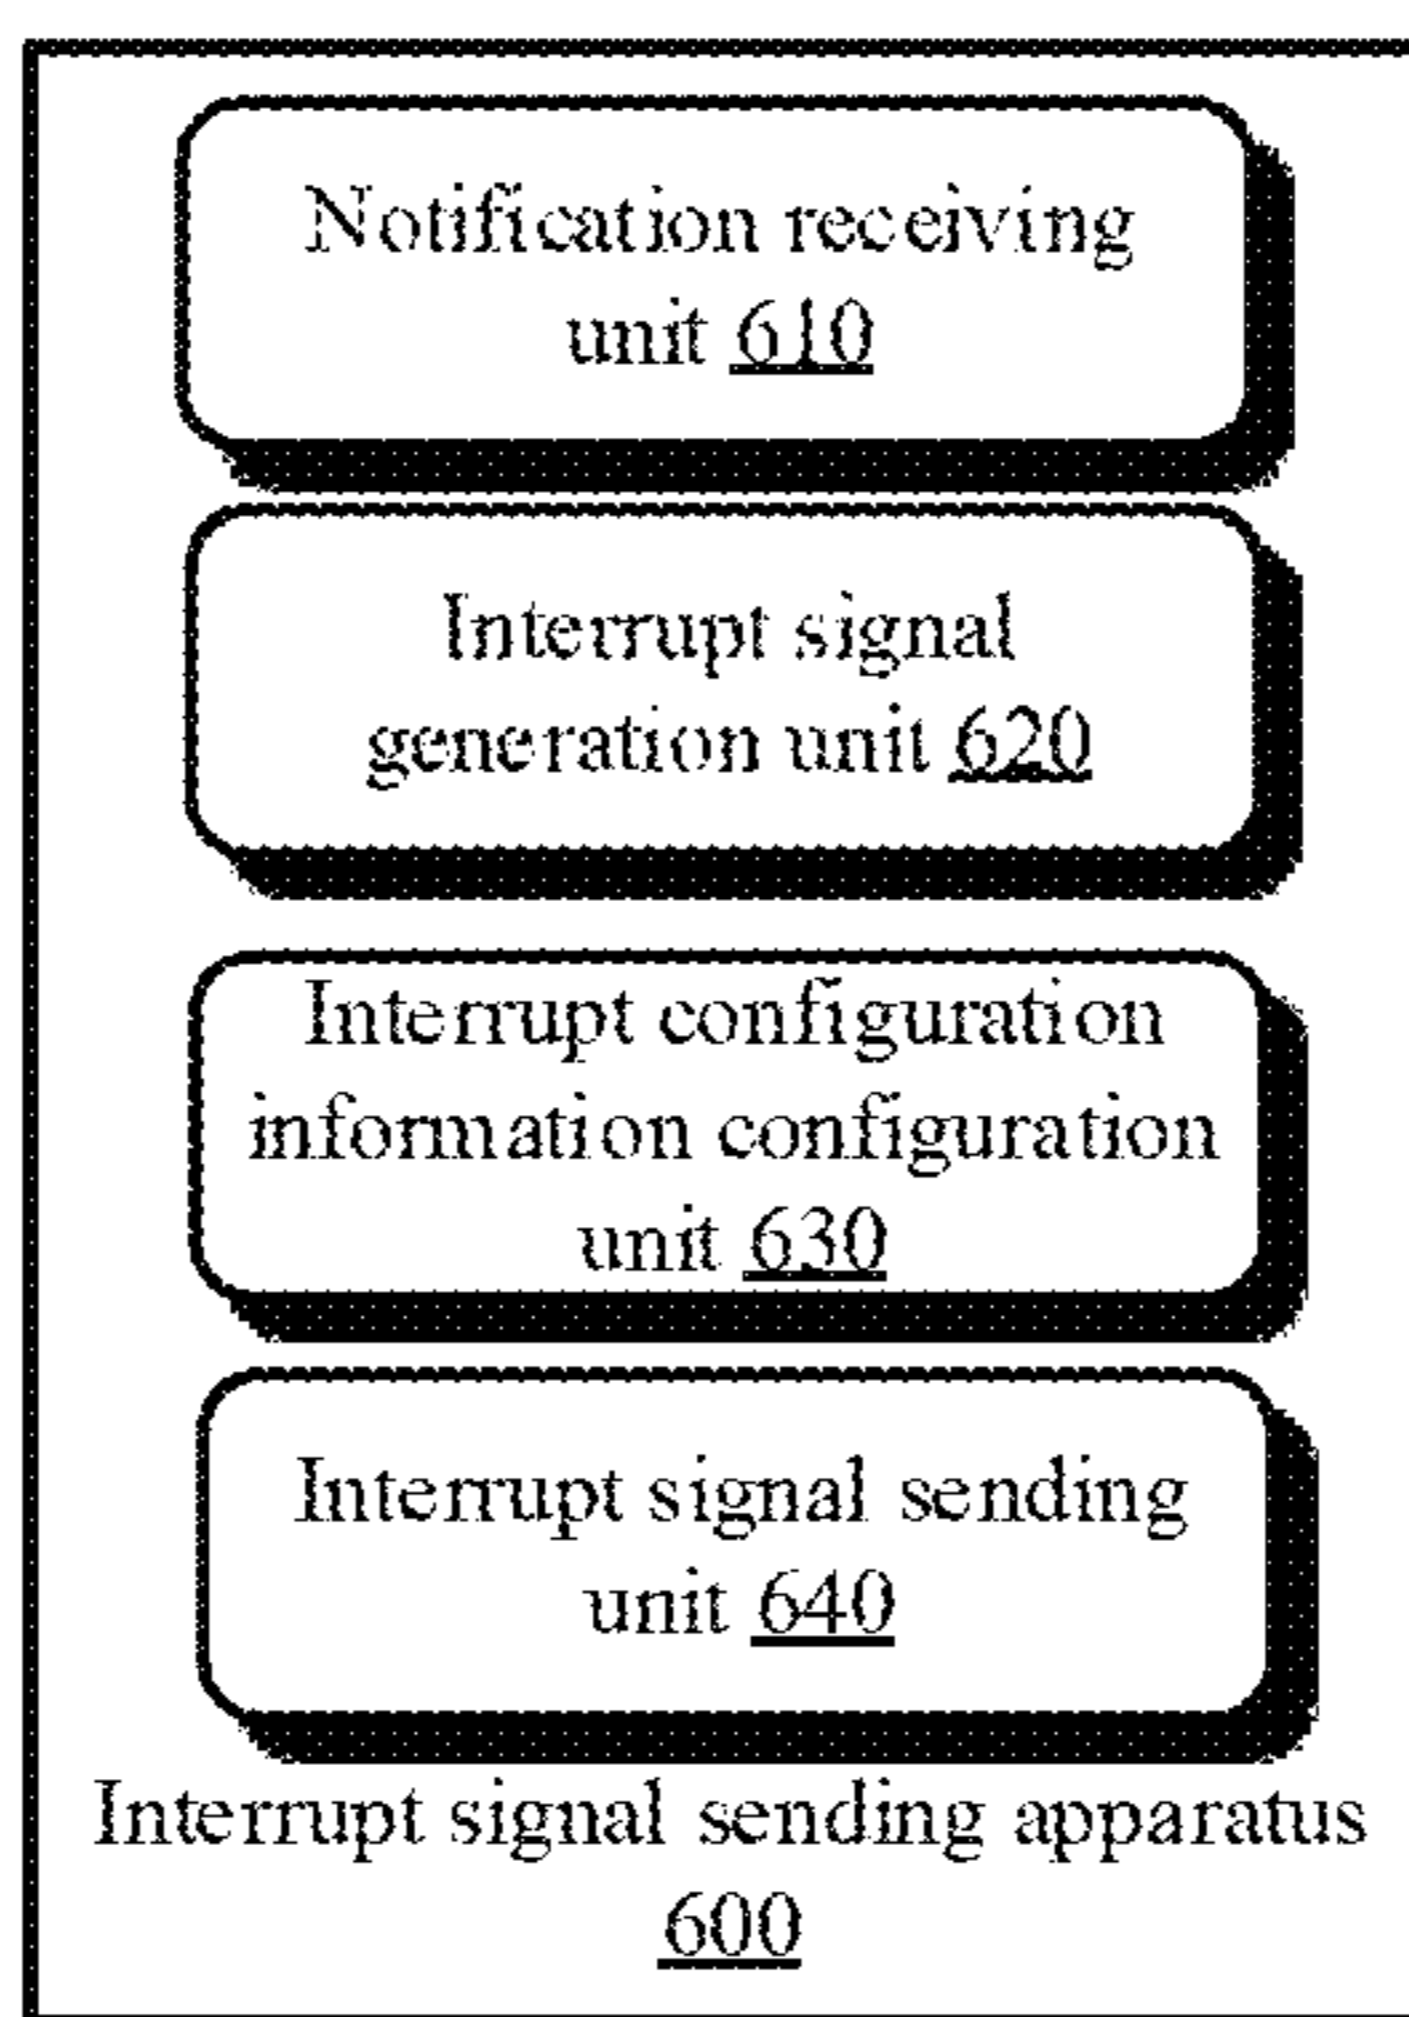 Notification receiving
unit 610
Interrupt signal
generation unit 620
Interrupt configuration
information configuration
unit 630
Interrupt signal sending
unit 640
Interrupt signal sending apparatus
600